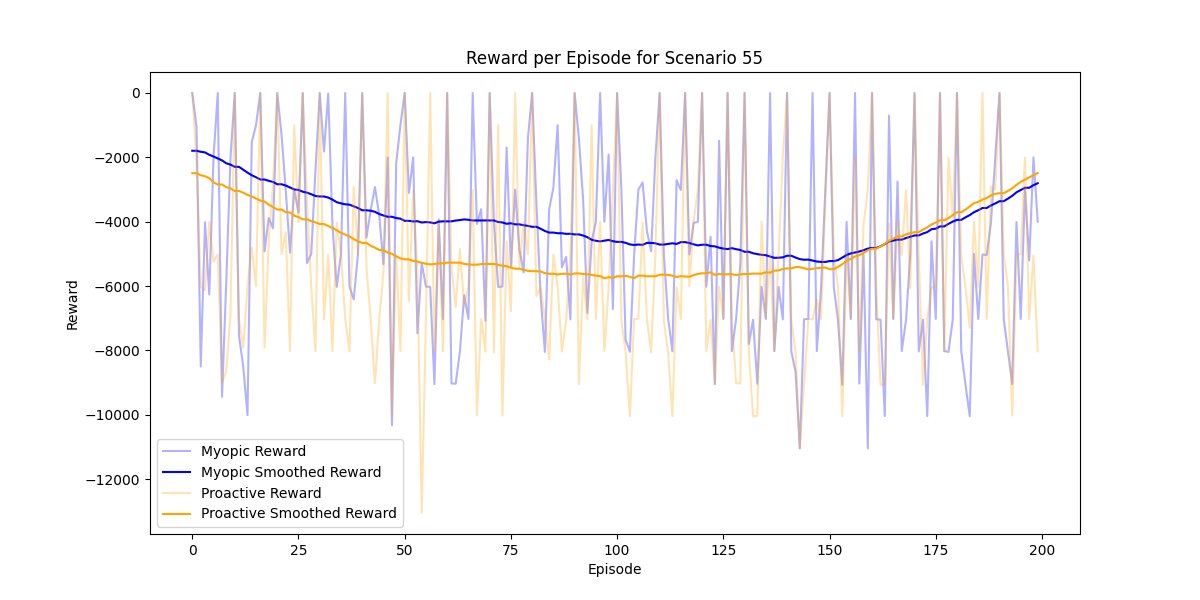 Reward per Episode for Scenario 55
Reward
0
−2000
−4000
−6000
−8000
−10000
−12000
Myopic Reward
Myopic Smoothed Reward
Proactive Reward
Proactive Smoothed Reward
0 25 50 75 100 125 150 175 200
Episode